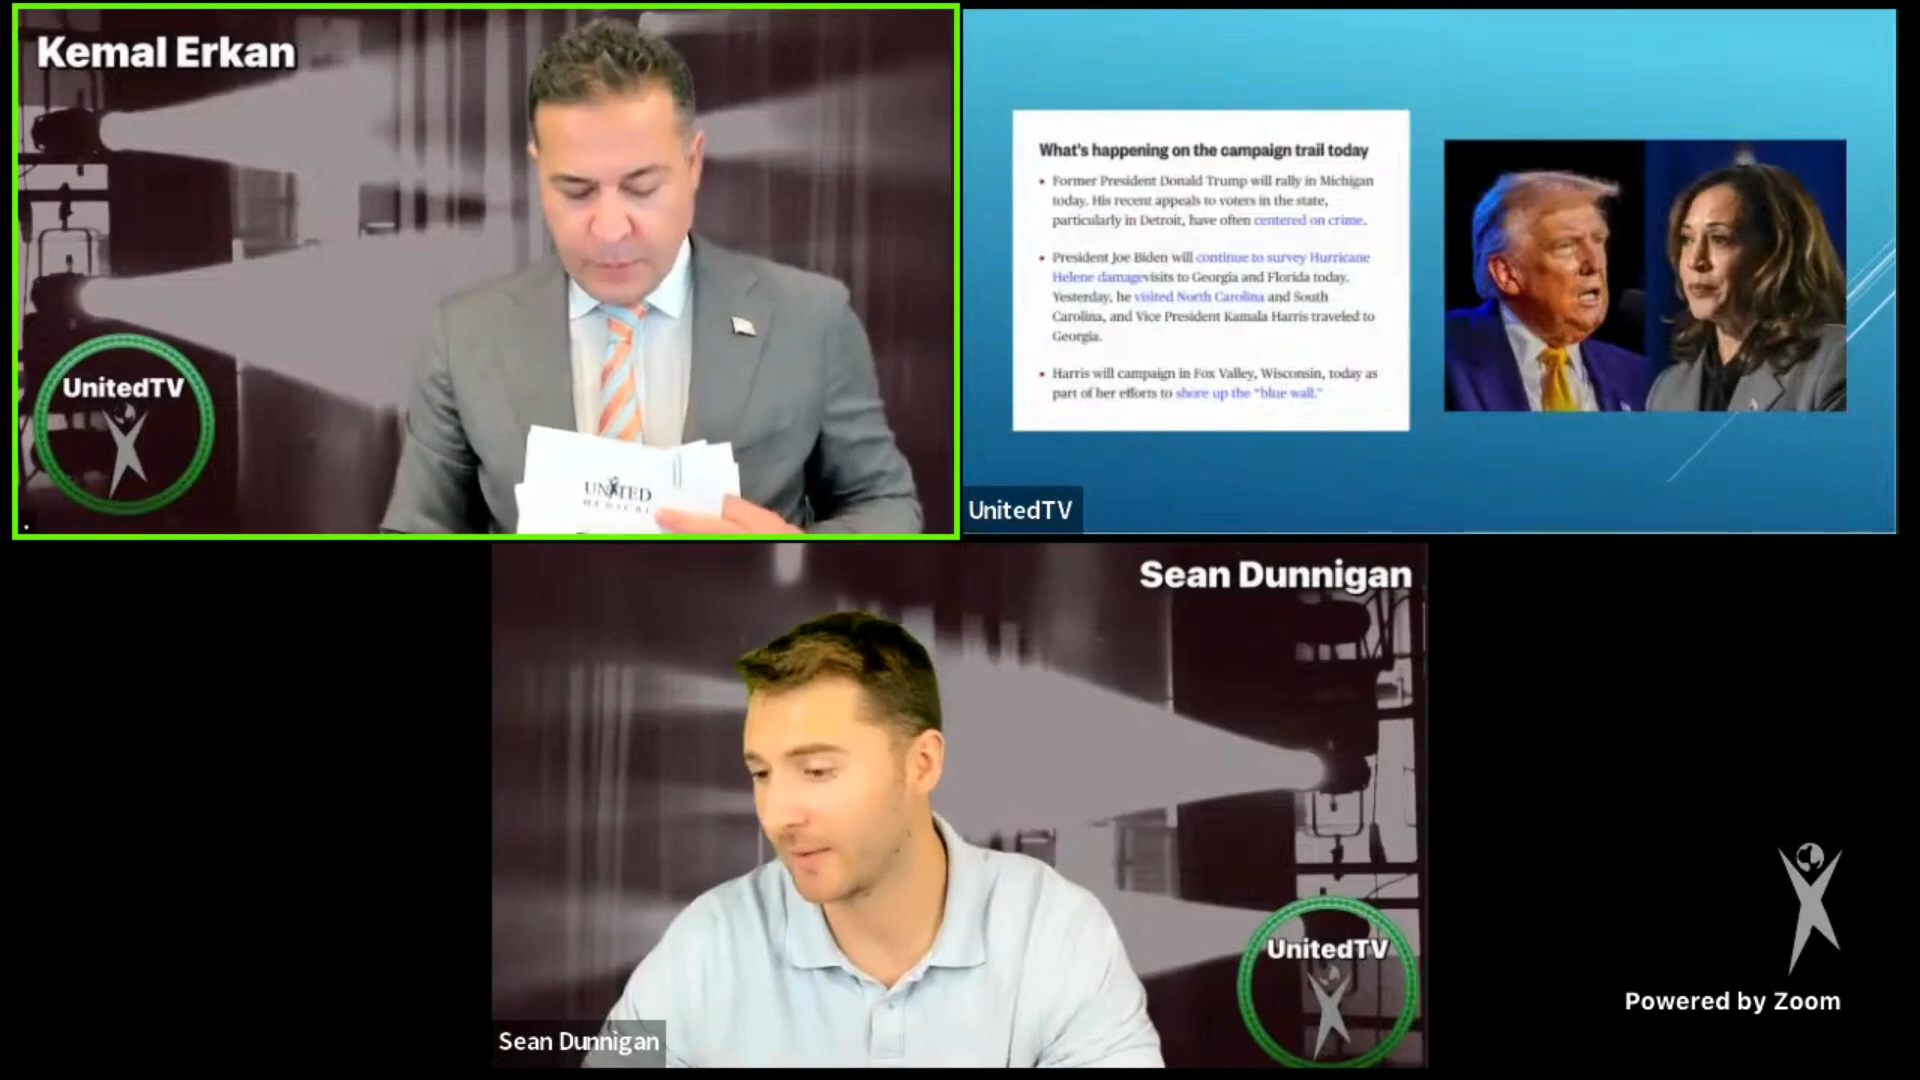 Kemal Erkan
UnitedTV
UNITED
MEDICAL
What's happening on the campaign trail today
• Former President Donald Trump will rally in Michigan
today. His recent appeals to voters in the state,
particularly in Detroit, have often centered on crime.
• President Joe Biden will continue to survey Hurricane
Helene damagevisits to Georgia and Florida today.
Yesterday, he visited North Carolina and South
Carolina, and Vice President Kamala Harris traveled to
Georgia.
• Harris will campaign in Fox Valley, Wisconsin, today as
part of her efforts to shore up the "blue wall."
UnitedTV
Sean Dunnigan
UnitedTV
Sean Dunnigan
Powered by Zoom